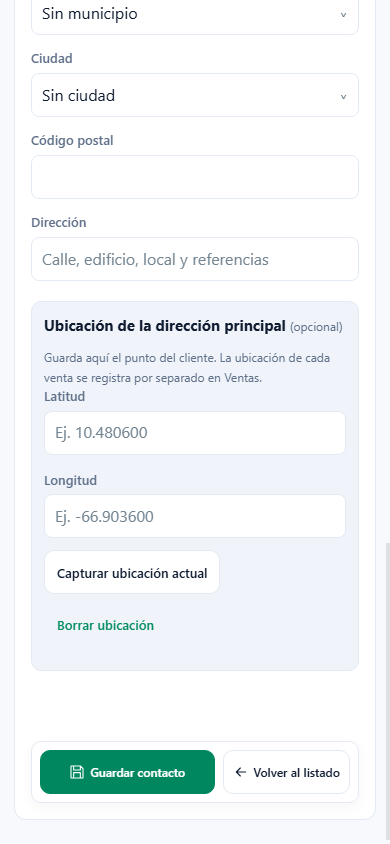 Sin municipio
Ciudad
Sin ciudad
Código postal
Dirección
Calle, edificio, local y referencias
Ubicación de la dirección principal (opcional)
Guarda aquí el punto del cliente. La ubicación de cada
venta se registra por separado en Ventas.
Latitud
Ej. 10.480600
Longitud
Ej. -66.903600
Capturar ubicación actual
Borrar ubicación
Guardar contacto
Volver al listado